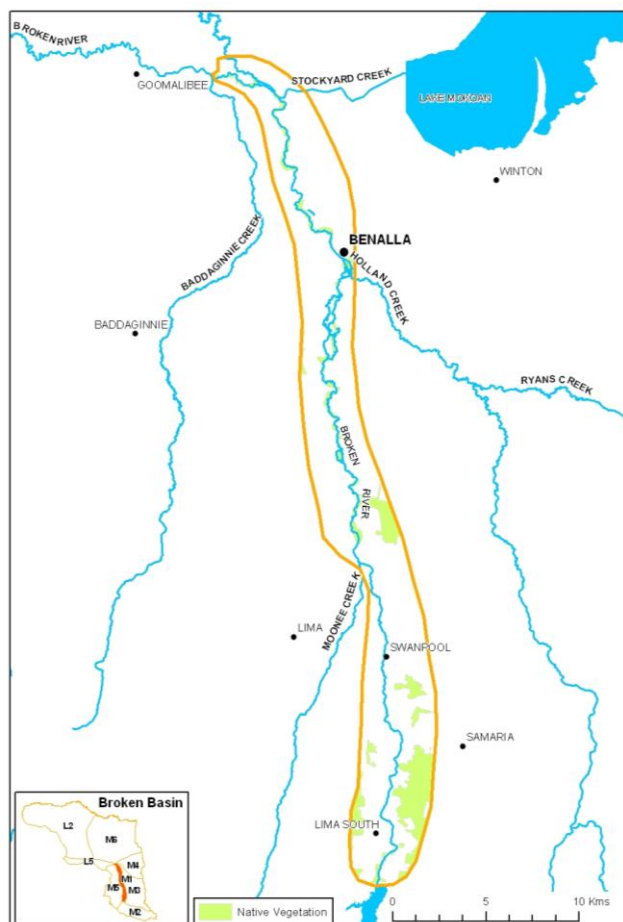 BROKEN RIVER
GOOMALIBEE
STOCKYARD CREEK
LAKE MOKOAN
WINTON
BENALLA
HOLLAND CREEK
BADDAGINNIE CREEK
BADDAGINNIE
RYANS CREEK
BROKEN
RIVER
MOONEE CREEK
LIMA
SWANPOOL
SAMARIA
LIMA SOUTH
Broken Basin
L2
M6
L5
M4
M1
M5
M3
M2
Native Vegetation
0 5 10 Kms